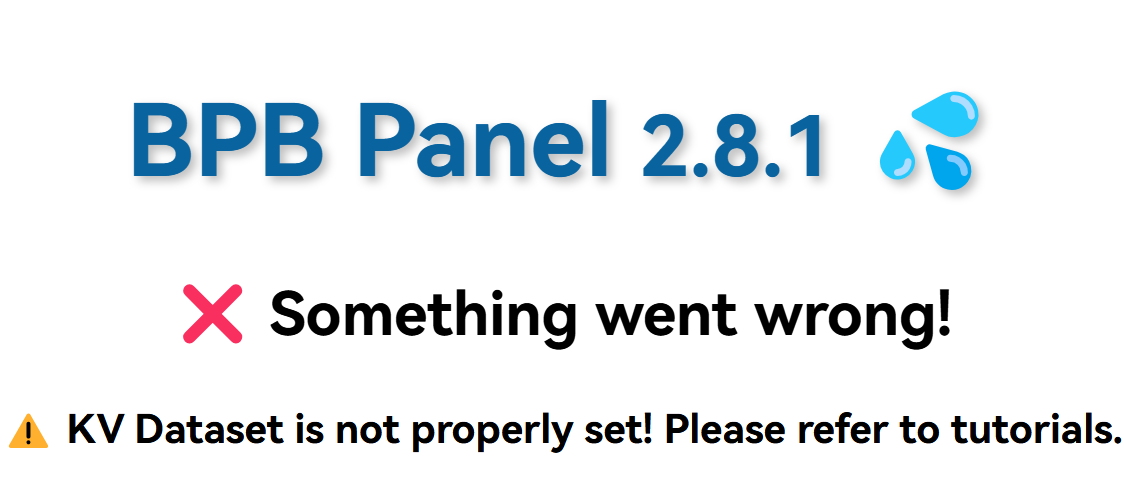 BPB Panel 2.8.1 💦
❌ Something went wrong!
⚠️ KV Dataset is not properly set! Please refer to tutorials.